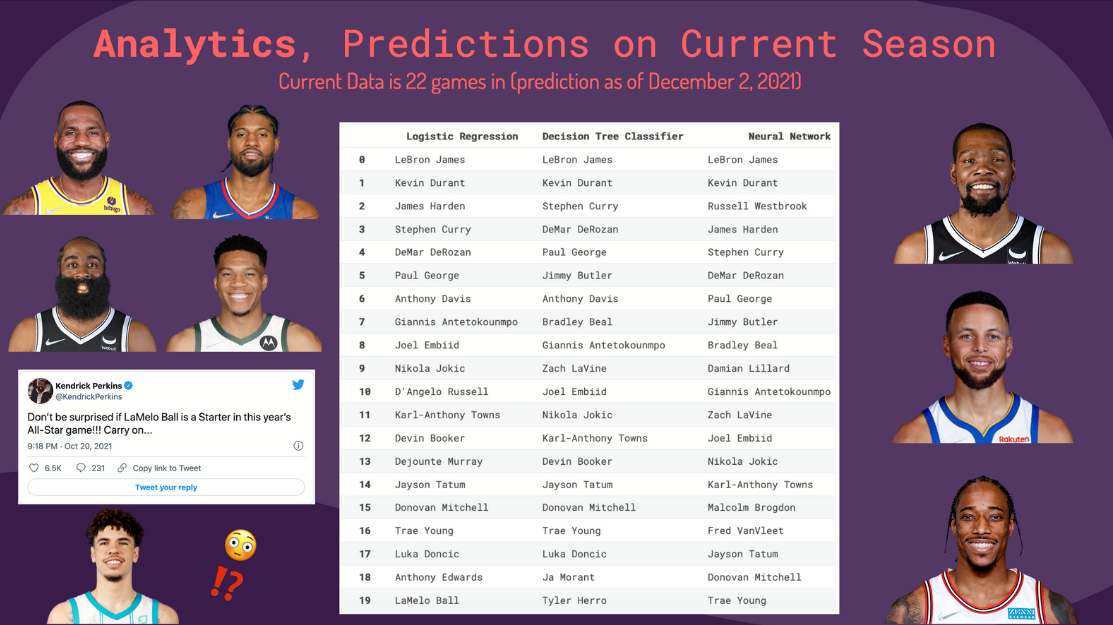 Analytics, Predictions on Current Season
Current Data is 22 games in (prediction as of December 2, 2021)
Logistic Regression Decision Tree Classifier Neural Network
0 LeBron James LeBron James LeBron James
1 Kevin Durant Kevin Durant Kevin Durant
2 James Harden Stephen Curry Russell Westbrook
3 Stephen Curry DeMar DeRozan James Harden
4 DeMar DeRozan Paul George Stephen Curry
5 Paul George Jimmy Butler DeMar DeRozan
6 Anthony Davis Anthony Davis Paul George
7 Giannis Antetokounmpo Bradley Beal Jimmy Butler
8 Joel Embiid Giannis Antetokounmpo Bradley Beal
9 Nikola Jokic Zach LaVine Damian Lillard
10 D'Angelo Russell Joel Embiid Giannis Antetokounmpo
11 Karl-Anthony Towns Nikola Jokic Zach LaVine
12 Devin Booker Karl-Anthony Towns Joel Embiid
13 Dejounte Murray Devin Booker Nikola Jokic
14 Jayson Tatum Jayson Tatum Karl-Anthony Towns
15 Donovan Mitchell Donovan Mitchell Malcolm Brogdon
16 Trae Young Trae Young Fred VanVleet
17 Luka Doncic Luka Doncic Jayson Tatum
18 Anthony Edwards Ja Morant Donovan Mitchell
19 LaMelo Ball Tyler Herro Trae Young
Kendrick Perkins
@KendrickPerkins
Don't be surprised if LaMelo Ball is a Starter in this year's
All-Star game!!! Carry on...
9:18 PM · Oct 20, 2021
6.5K 231 Copy link to Tweet
Tweet your reply
⁉
Rakuten